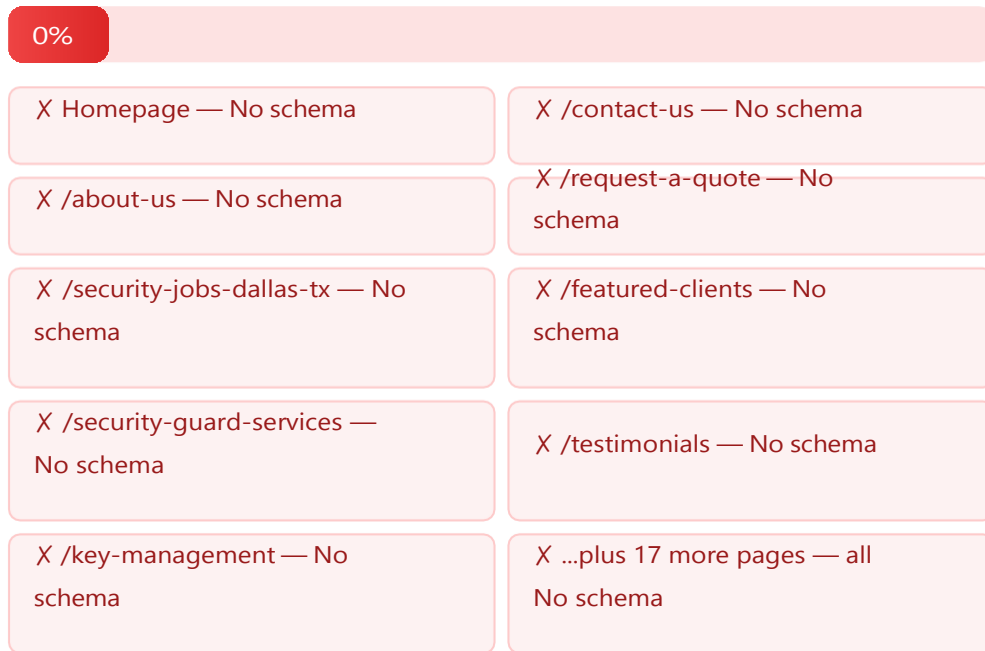 0%
✗ Homepage — No schema
✗ /contact-us — No schema
✗ /about-us — No schema
✗ /request-a-quote — No
schema
✗ /security-jobs-dallas-tx — No
schema
✗ /featured-clients — No
schema
✗ /security-guard-services —
No schema
✗ /testimonials — No schema
✗ /key-management — No
schema
✗ ...plus 17 more pages — all
No schema